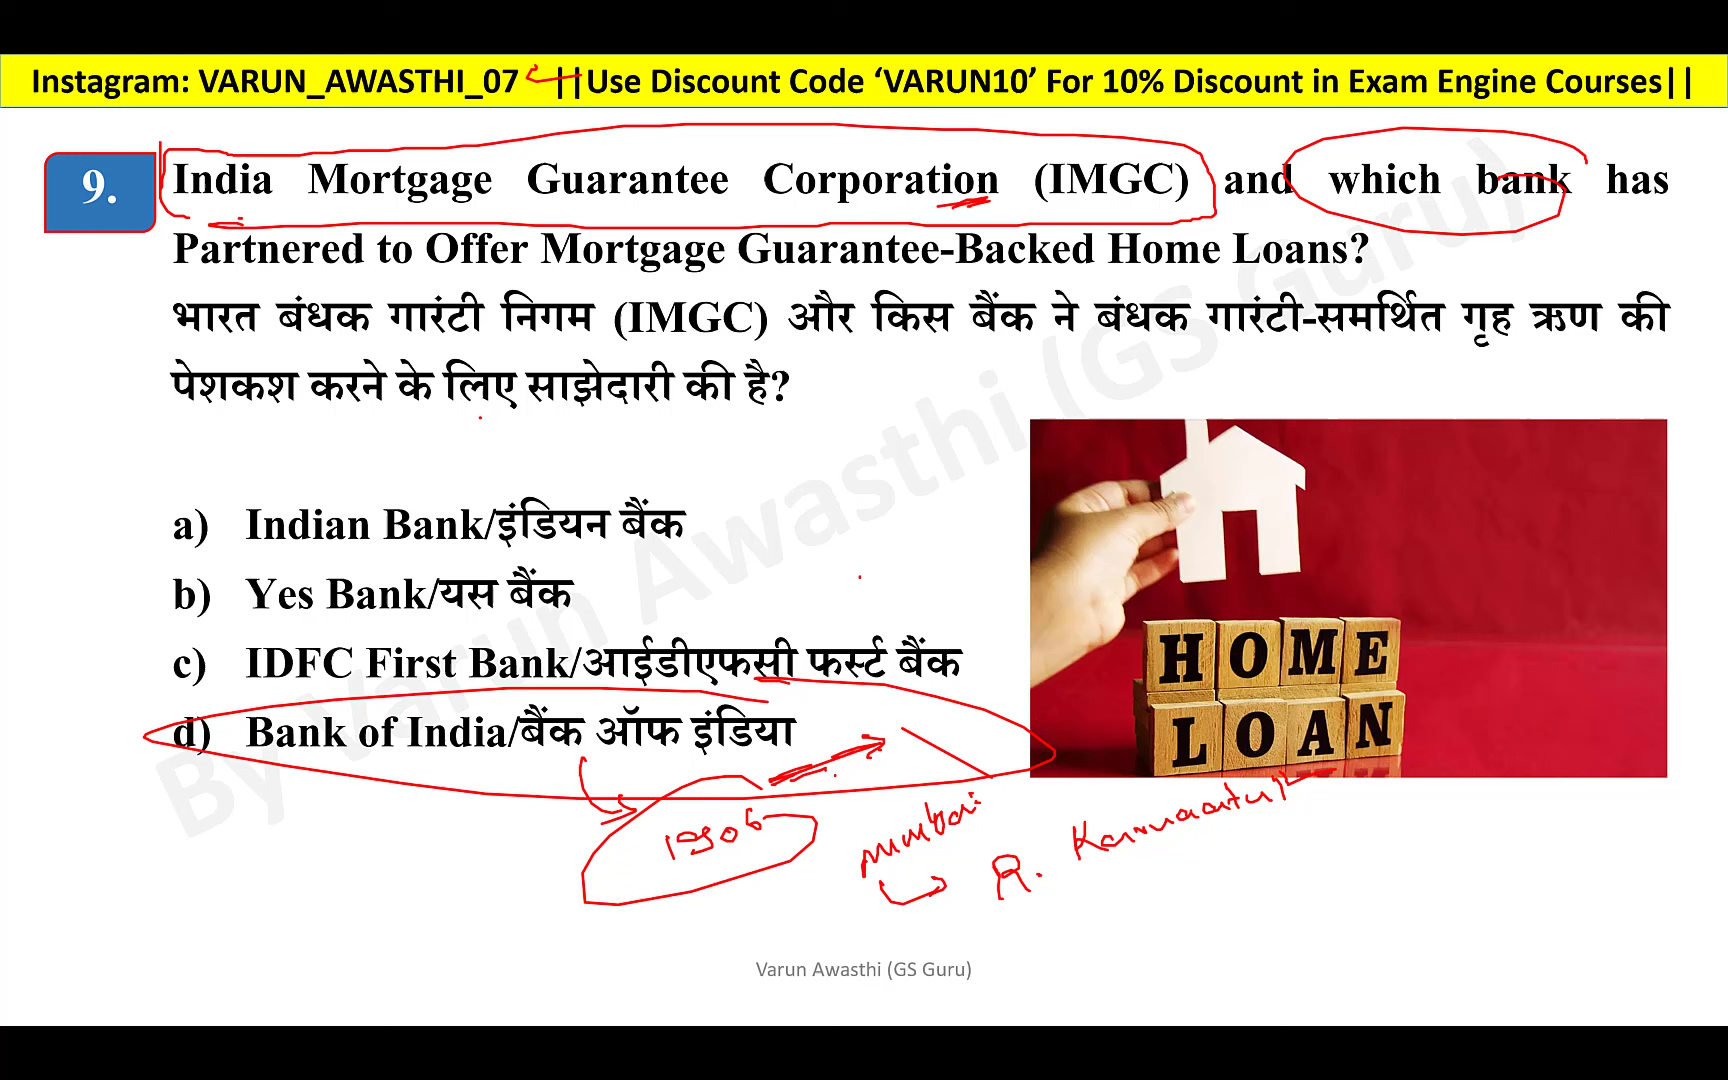 Instagram: VARUN_AWASTHI_07 ||Use Discount Code ‘VARUN10’ For 10% Discount in Exam Engine Courses||
9. India Mortgage Guarantee Corporation (IMGC) and which bank has
Partnered to Offer Mortgage Guarantee-Backed Home Loans?
भारत बंधक गारंटी निगम (IMGC) और किस बैंक ने बंधक गारंटी-समर्थित गृह ऋण की
पेशकश करने के लिए साझेदारी की है?
a) Indian Bank/इंडियन बैंक
b) Yes Bank/यस बैंक
c) IDFC First Bank/आईडीएफसी फर्स्ट बैंक
d) Bank of India/बैंक ऑफ इंडिया
HOME
LOAN
1906
mumbai
R.
By Varun Awasthi (GS Guru)
Varun Awasthi (GS Guru)